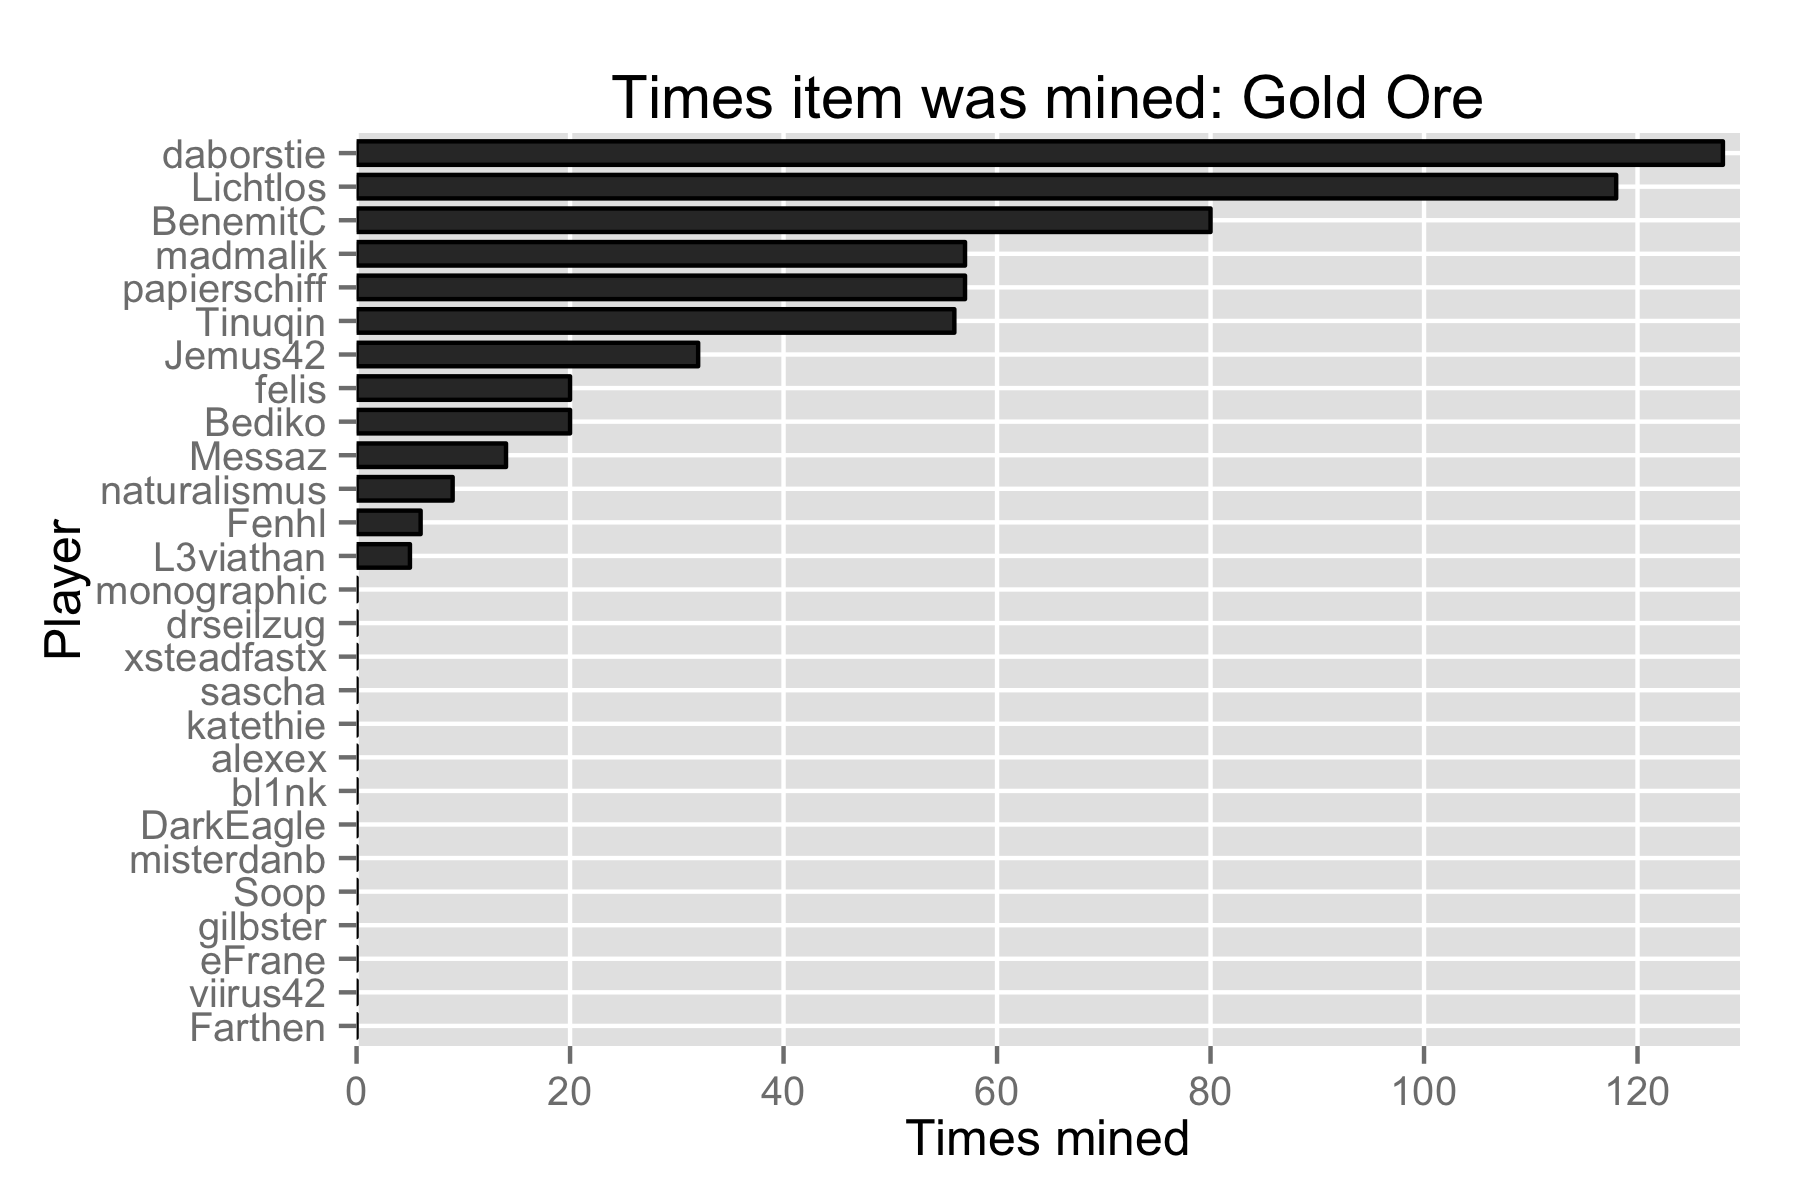 Times item was mined: Gold Ore
daborstie
Lichtlos
BenemitC
madmalik
papierschiff
Tinuqin
Jemus42
felis
Bediko
Messaz
naturalismus
Fenhl
L3viathan
monographic
drseilzug
xsteadfastx
sascha
katethie
alexex
bl1nk
DarkEagle
misterdanb
Soop
gilbster
eFrane
viirus42
Farthen
Player
0 20 40 60 80 100 120
Times mined